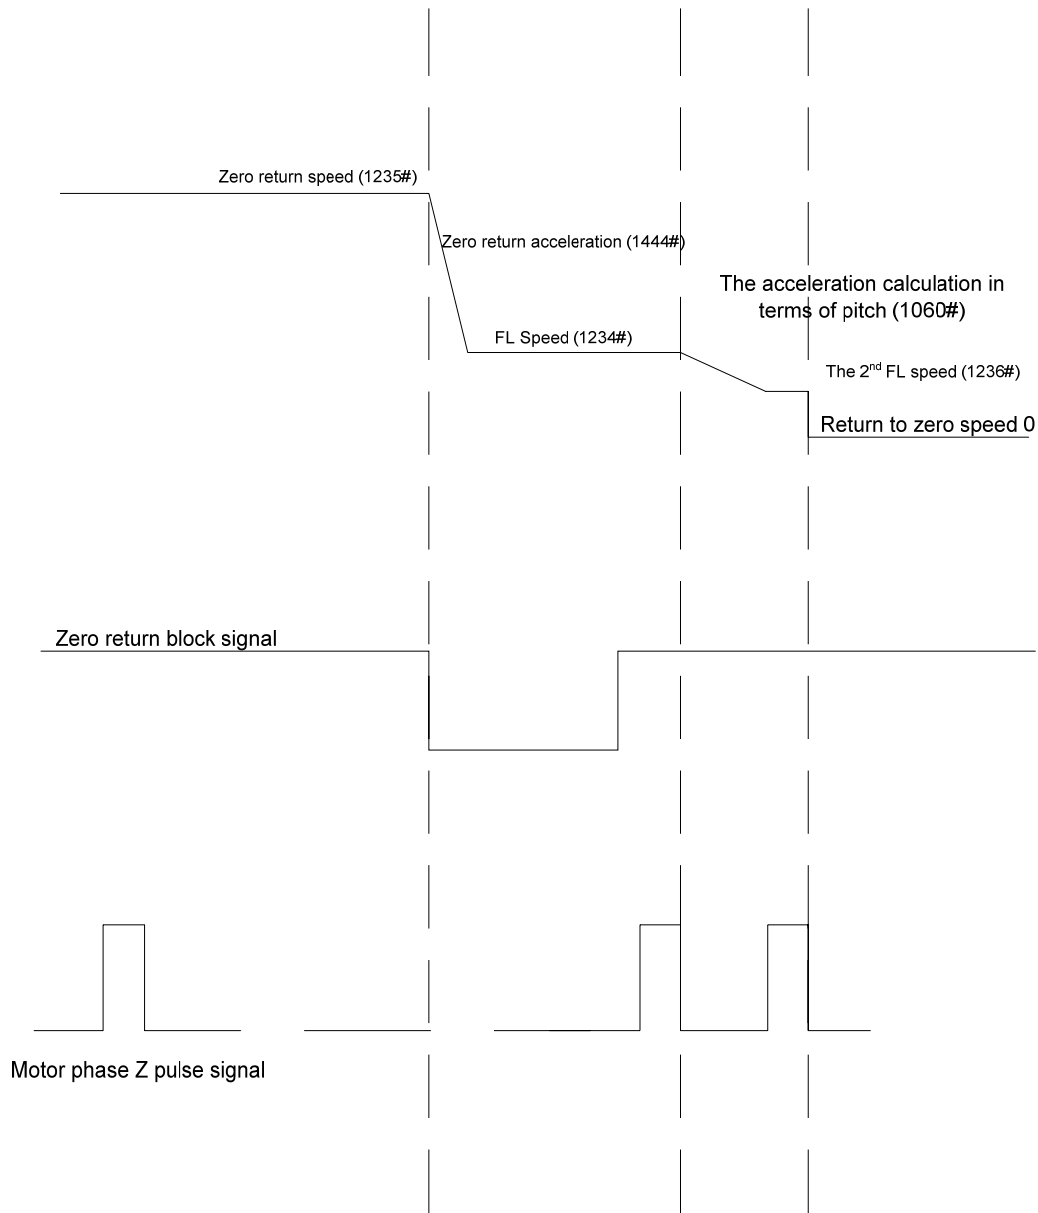 Zero return speed (1235#)
Zero return acceleration (1444#)
The acceleration calculation in
terms of pitch (1060#)
FL Speed (1234#)
The 2nd FL speed (1236#)
Return to zero speed 0
Zero return block signal
Motor phase Z pulse signal